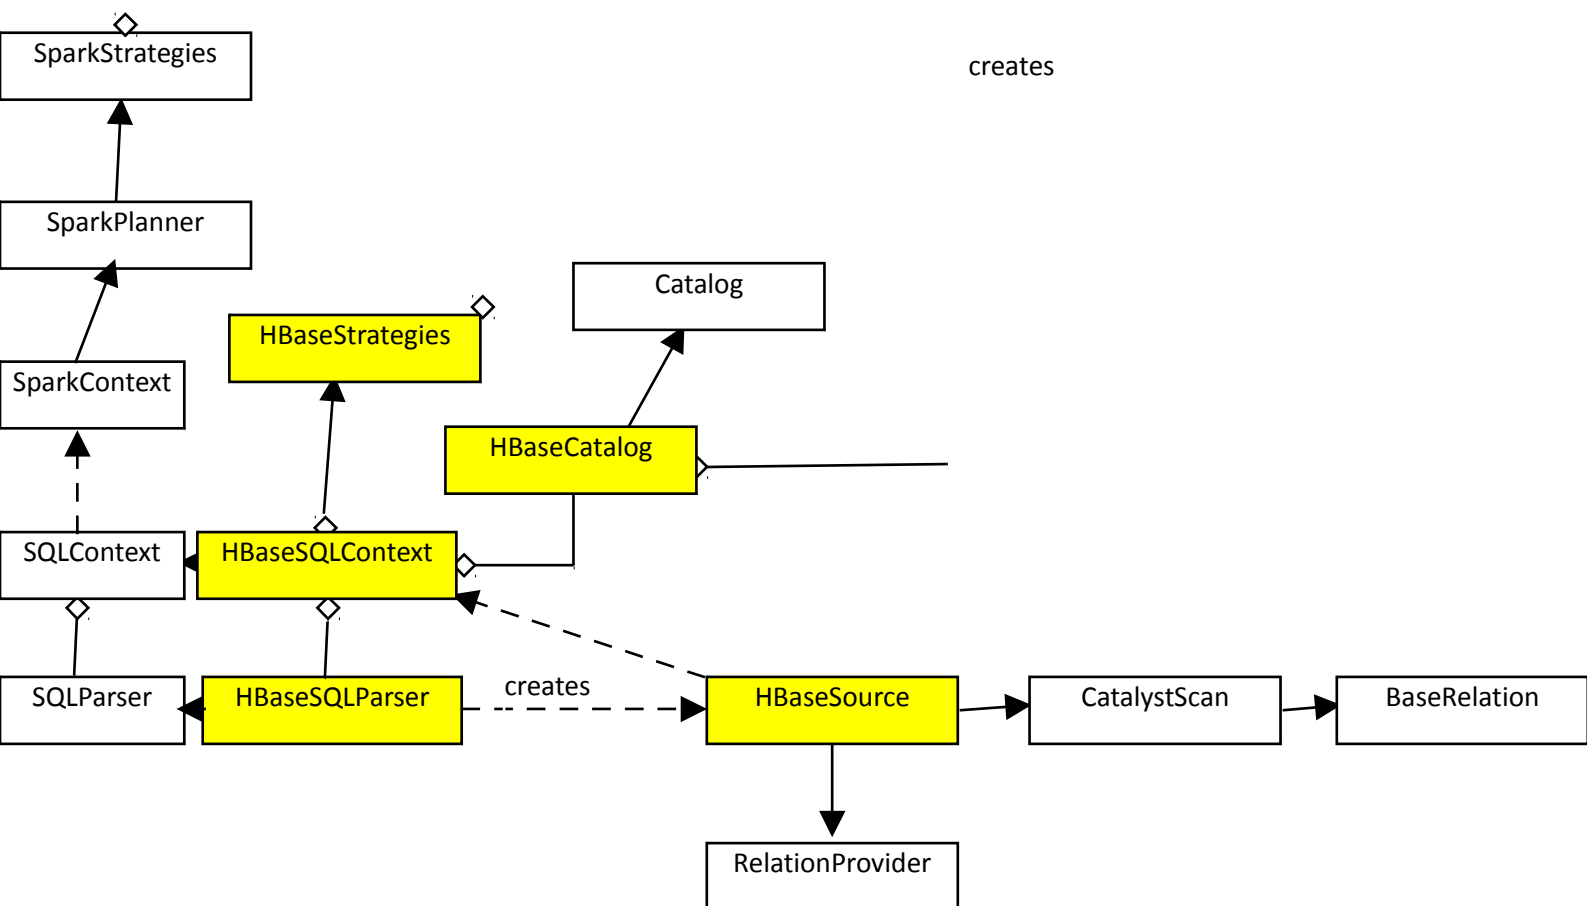 SparkStrategies
creates
SparkPlanner
Catalog
HBaseStrategies
SparkContext
HBaseCatalog
SQLContext
HBaseSQLContext
SQLParser
HBaseSQLParser
creates
HBaseSource
CatalystScan
BaseRelation
RelationProvider